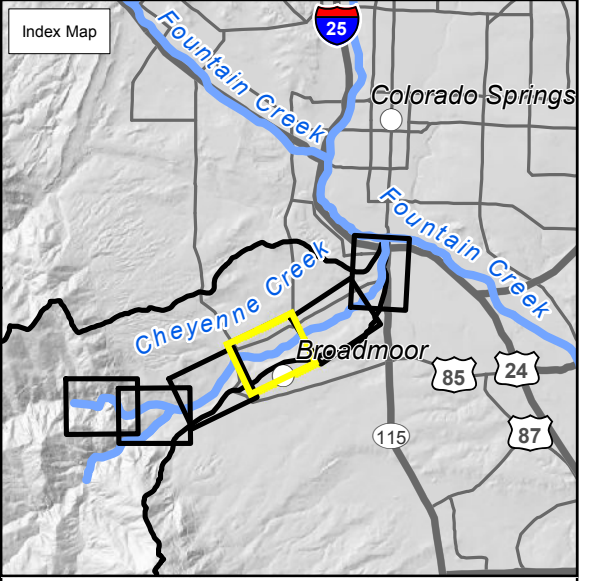 Index Map
25
Fountain Creek
Colorado Springs
Fountain Creek
Cheyenne Creek
Broadmoor
85
24
115
87